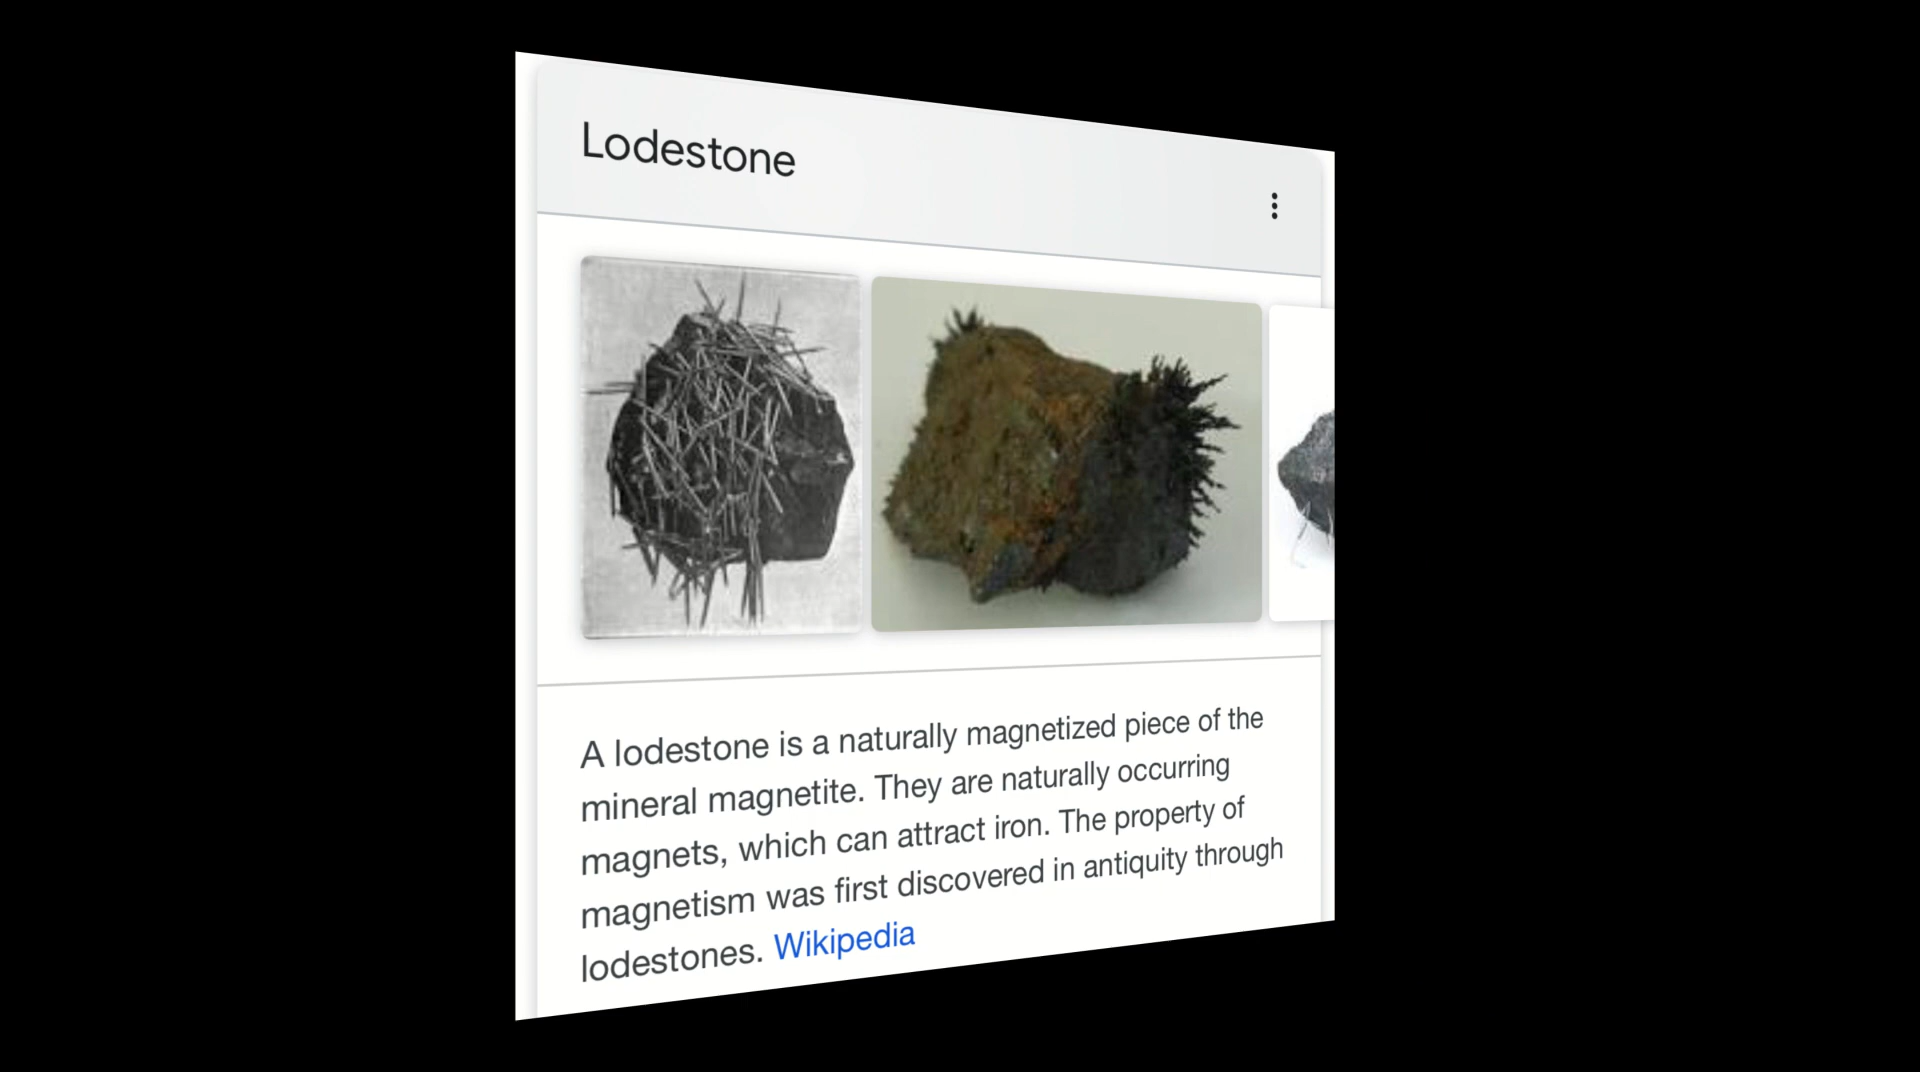 Lodestone
A lodestone is a naturally magnetized piece of the
mineral magnetite. They are naturally occurring
magnets, which can attract iron. The property of
magnetism was first discovered in antiquity through
lodestones. Wikipedia